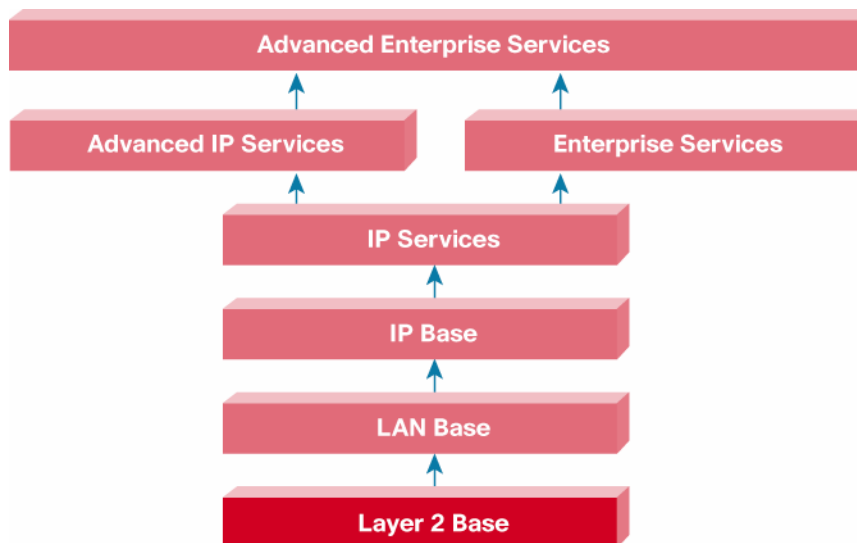 Advanced Enterprise Services
Advanced IP Services
Enterprise Services
IP Services
IP Base
LAN Base
Layer 2 Base